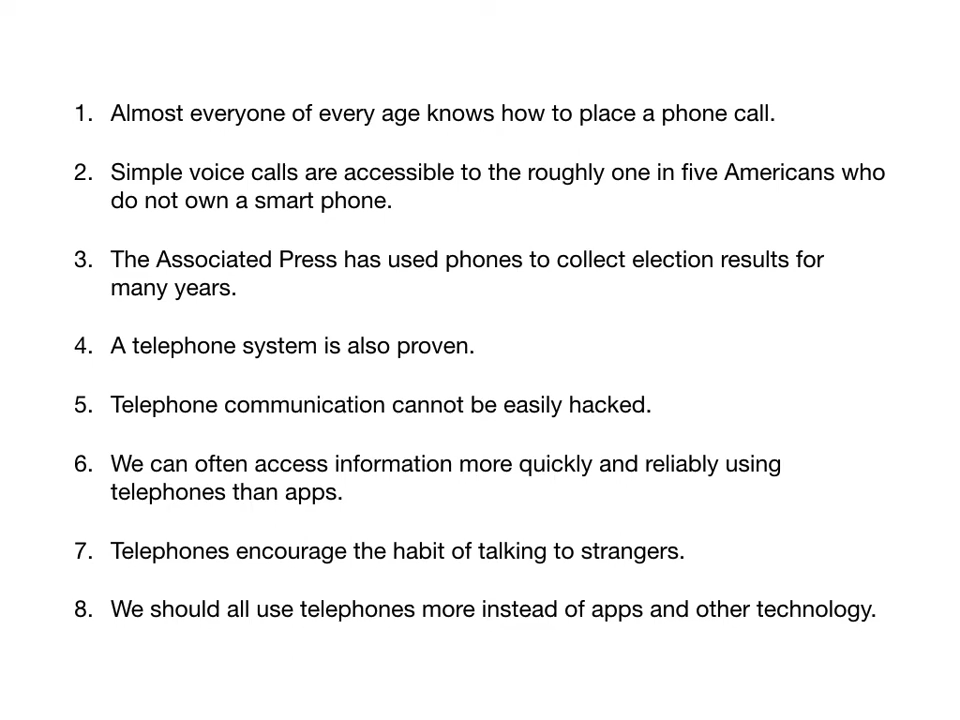 1. Almost everyone of every age knows how to place a phone call.
2. Simple voice calls are accessible to the roughly one in five Americans who
do not own a smart phone.
3. The Associated Press has used phones to collect election results for
many years.
4. A telephone system is also proven.
5. Telephone communication cannot be easily hacked.
6. We can often access information more quickly and reliably using
telephones than apps.
7. Telephones encourage the habit of talking to strangers.
8. We should all use telephones more instead of apps and other technology.